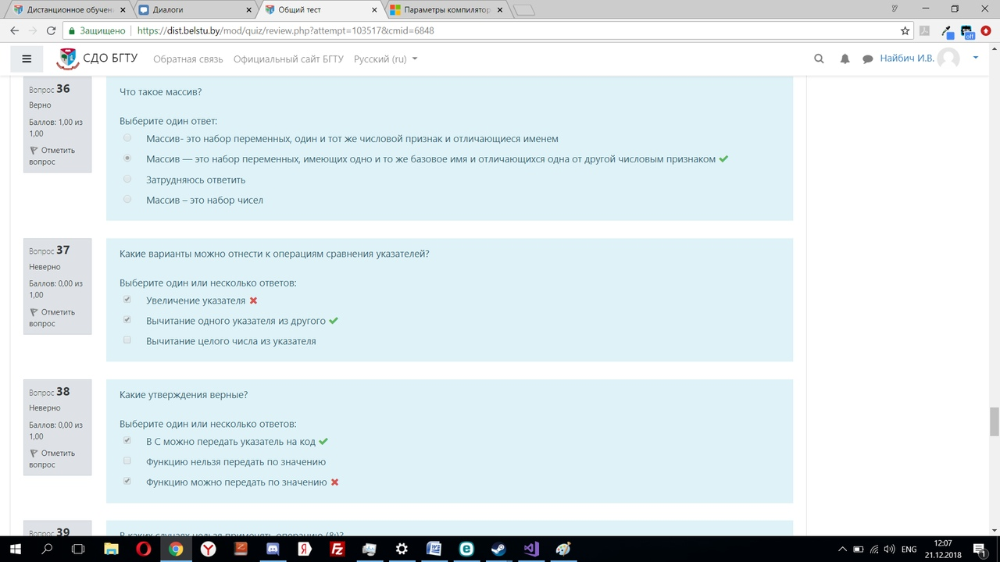 Дистанционное обучен
Диалоги
Общий тест
Параметры компилятор
Защищено
https://dist.belstu.by/mod/quiz/review.php?attempt=103517&cmid=6848
off
СДО БГТУ
Обратная связь
Официальный сайт БГТУ
Русский (ru)
Найбич И.В.
Вопрос 36
Верно
Баллов: 1,00 из
1,00
Отметить
вопрос
Что такое массив?
Выберите один ответ:
Массив- это набор переменных, один и тот же числовой признак и отличающиеся именем
Массив — это набор переменных, имеющих одно и то же базовое имя и отличающихся одна от другой числовым признаком
Затрудняюсь ответить
Массив – это набор чисел
Вопрос 37
Неверно
Баллов: 0,00 из
1,00
Отметить
вопрос
Какие варианты можно отнести к операциям сравнения указателей?
Выберите один или несколько ответов:
Увеличение указателя
Вычитание одного указателя из другого
Вычитание целого числа из указателя
Вопрос 38
Неверно
Баллов: 0,00 из
1,00
Отметить
вопрос
Какие утверждения верные?
Выберите один или несколько ответов:
В С можно передать указатель на код
Функцию нельзя передать по значению
Функцию можно передать по значению
Вопрос 39
В каких случаях нельзя применять операцию (&)?
ENG
12:07
21.12.2018